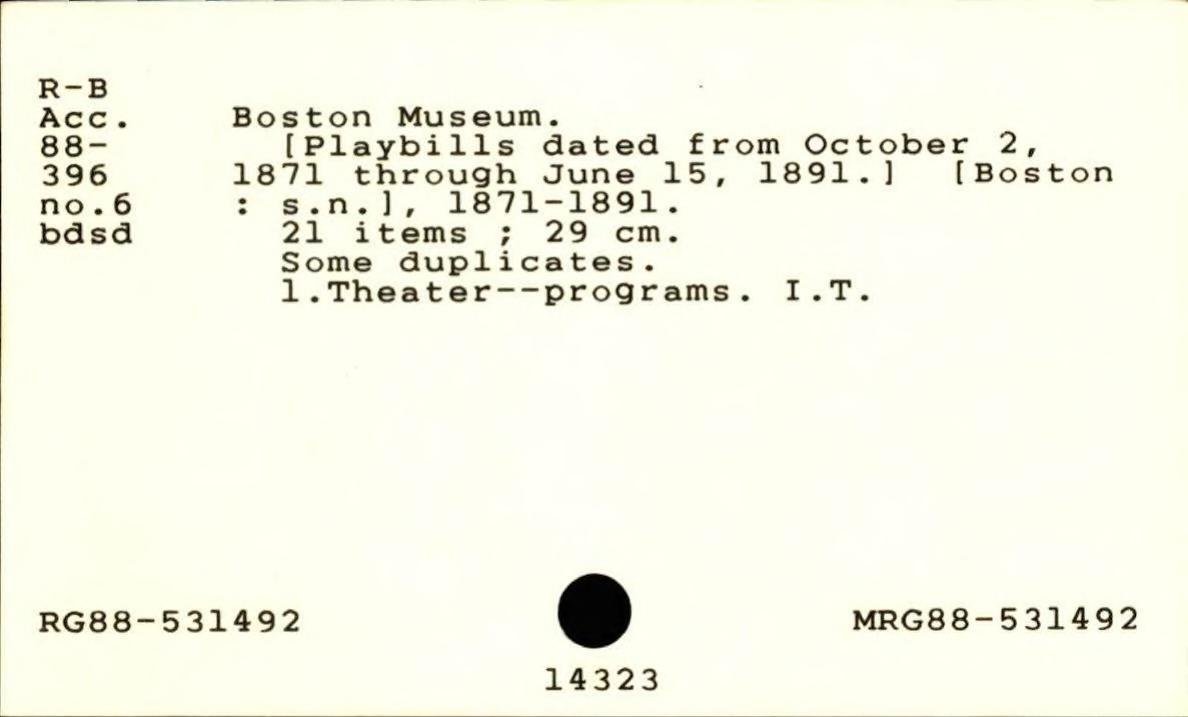 R-B
Acc. Boston Museum.
88- [Playbills dated from October 2,
396 1871 through June 15, 1891.] [Boston
no.6 : s.n.], 1871-1891.
bdsd 21 items ; 29 cm.
Some duplicates.
1.Theater--programs. I.T.
RG88-531492 MRG88-531492
14323